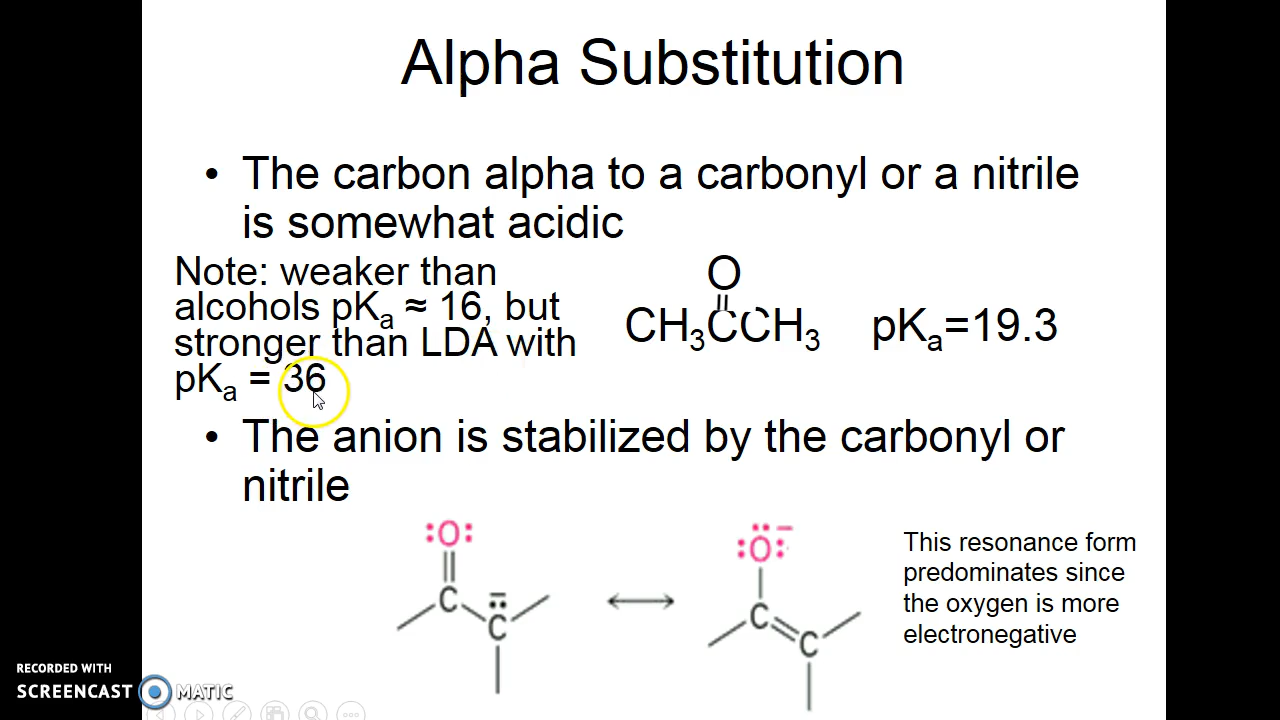 Alpha Substitution
• The carbon alpha to a carbonyl or a nitrile
is somewhat acidic
Note: weaker than
alcohols pKa ≈ 16, but
stronger than LDA with
pKa = 36
O
CH3CCH3
pKa=19.3
• The anion is stabilized by the carbonyl or
nitrile
:O:
C
C
:O:
C
C
This resonance form
predominates since
the oxygen is more
electronegative
RECORDED WITH
SCREENCAST MATIC